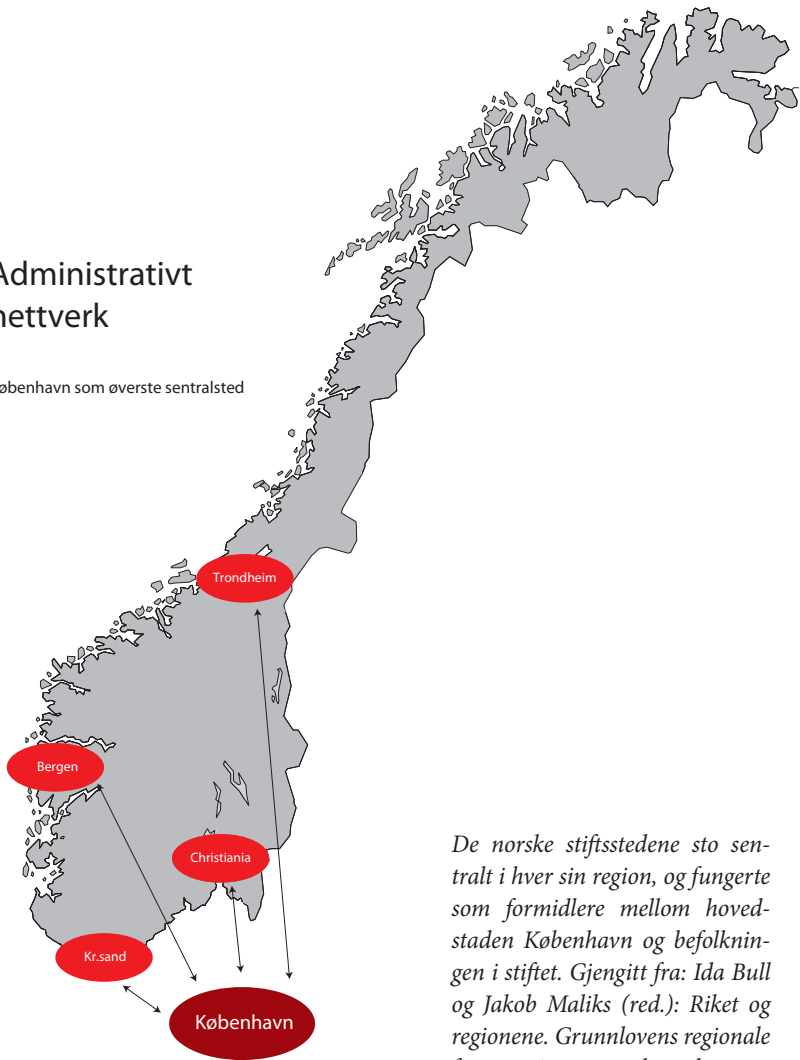 Administrativt
nettverk
København som øverste sentralsted
Trondheim
Bergen
Christiania
Kr.sand
København
De norske stiftsstedene sto sen-
tralt i hver sin region, og fungerte
som formidlere mellom hoved-
staden København og befolknin-
gen i stiftet. Gjengitt fra: Ida Bull
og Jakob Maliks (red.): Riket og
regionene. Grunnlovens regionale